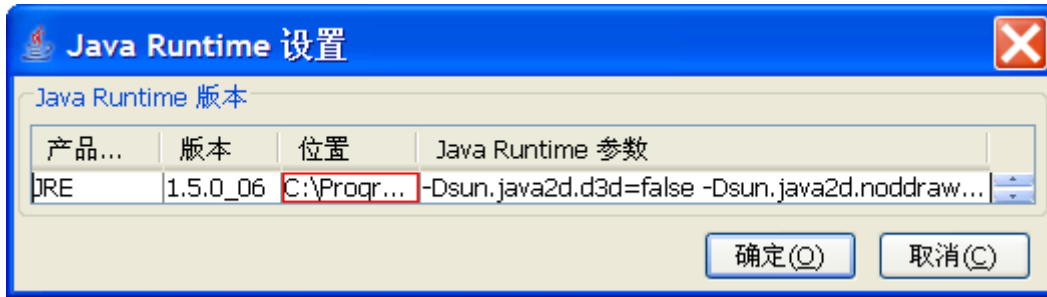 Java Runtime 设置
Java Runtime 版本
产品... 版本 位置 Java Runtime 参数
JRE 1.5.0_06 C:\Progr... -Dsun.java2d.d3d=false -Dsun.java2d.noddraw...
确定(O) 取消(C)